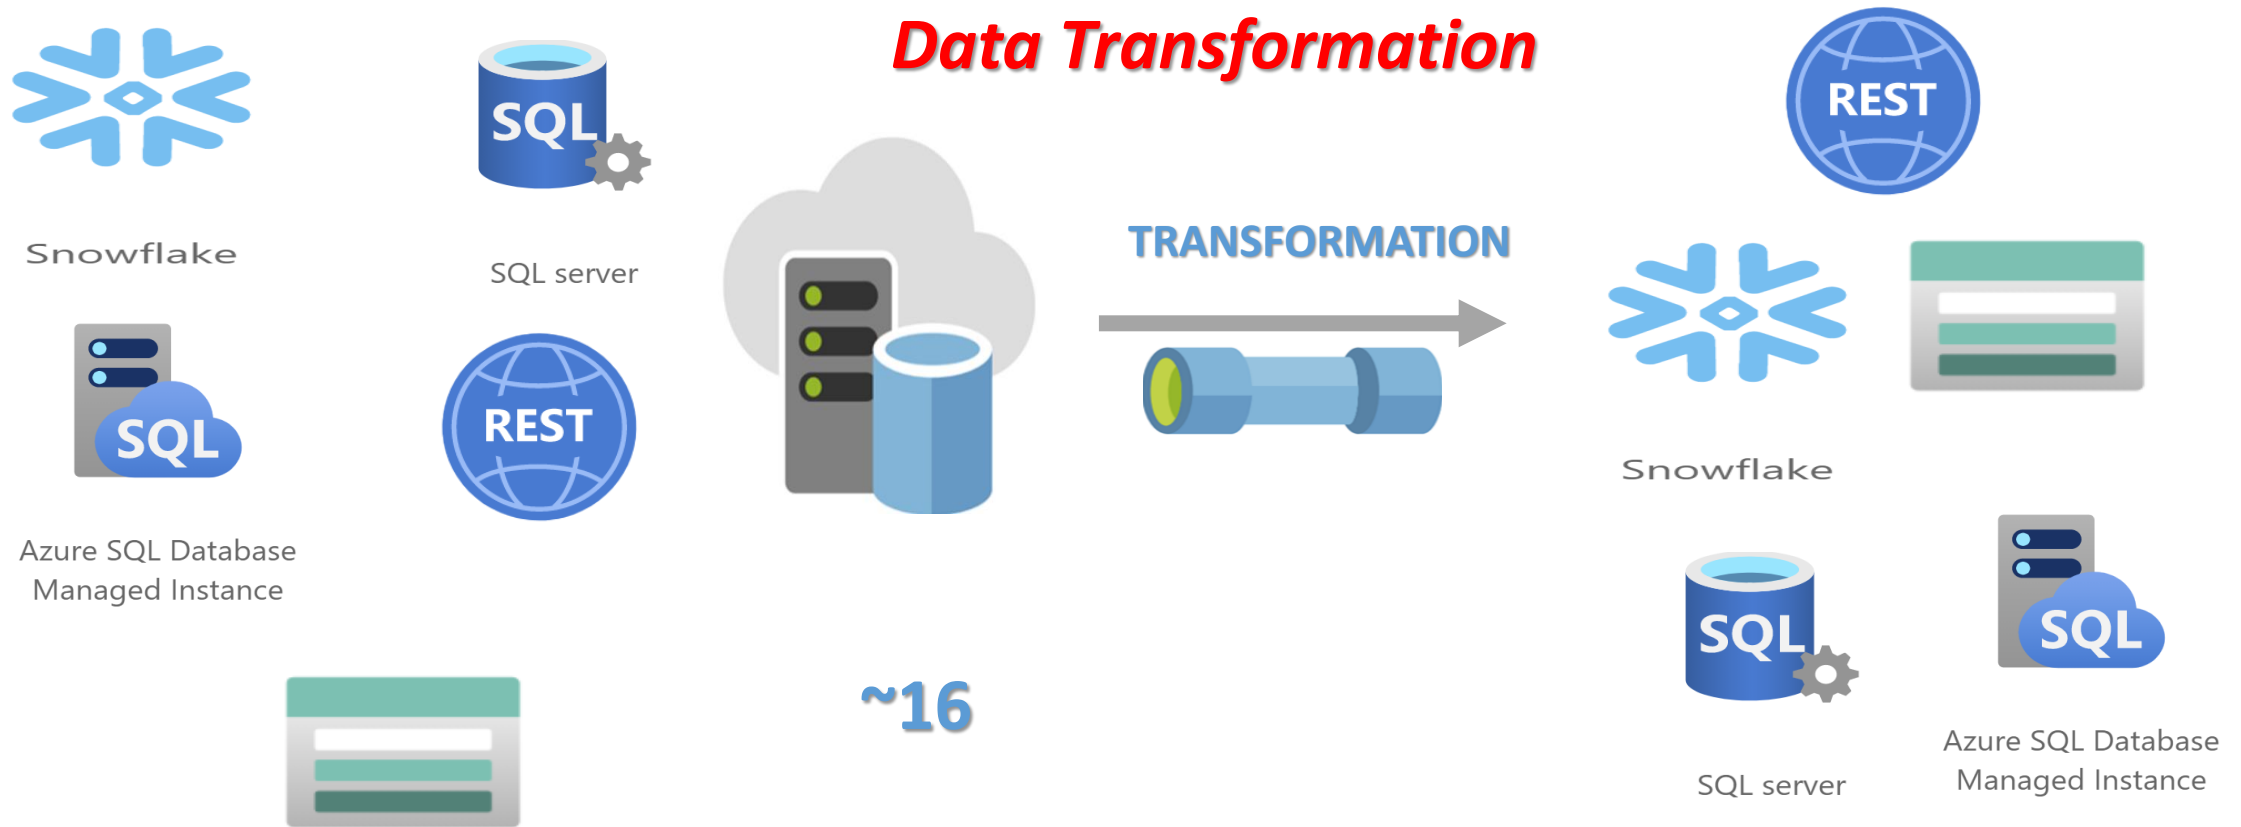 Data Transformation
Snowflake
SQL
SQL server
SQL
Azure SQL Database
Managed Instance
REST
TRANSFORMATION
~16
REST
Snowflake
SQL
SQL server
SQL
Azure SQL Database
Managed Instance